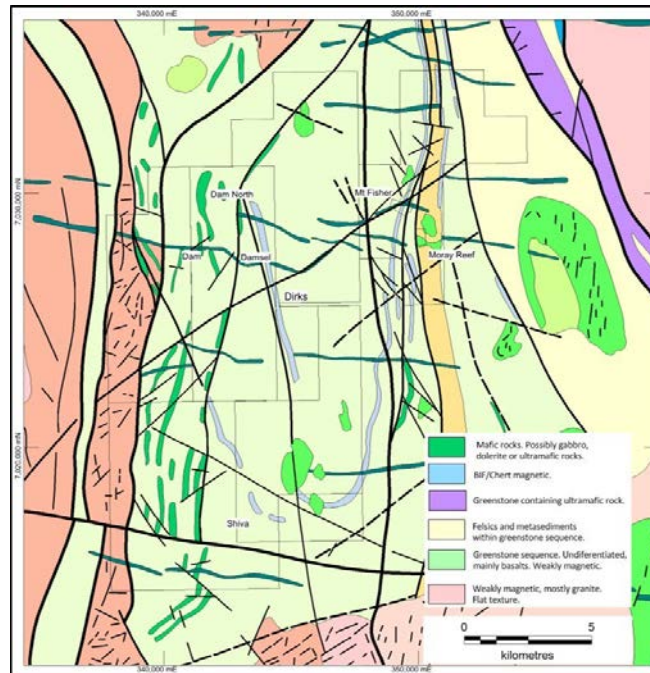 340,000 mE
350,000 mE
7,030,000 mN
Dam North
Mt Fisher
Dam
Damsel
Moray Reef
Dirks
7,020,000 mN
Shiva
Mafic rocks. Possibly gabbro,
dolerite or ultramafic rocks.
BIF/Chert magnetic.
Greenstone containing ultramafic rock.
Felsics and metasediments
within greenstone sequence.
Greenstone sequence. Undifferentiated,
mainly basalts. Weakly magnetic.
Weakly magnetic, mostly granite.
Flat texture.
0 5
kilometres
340,000 mE
350,000 mE